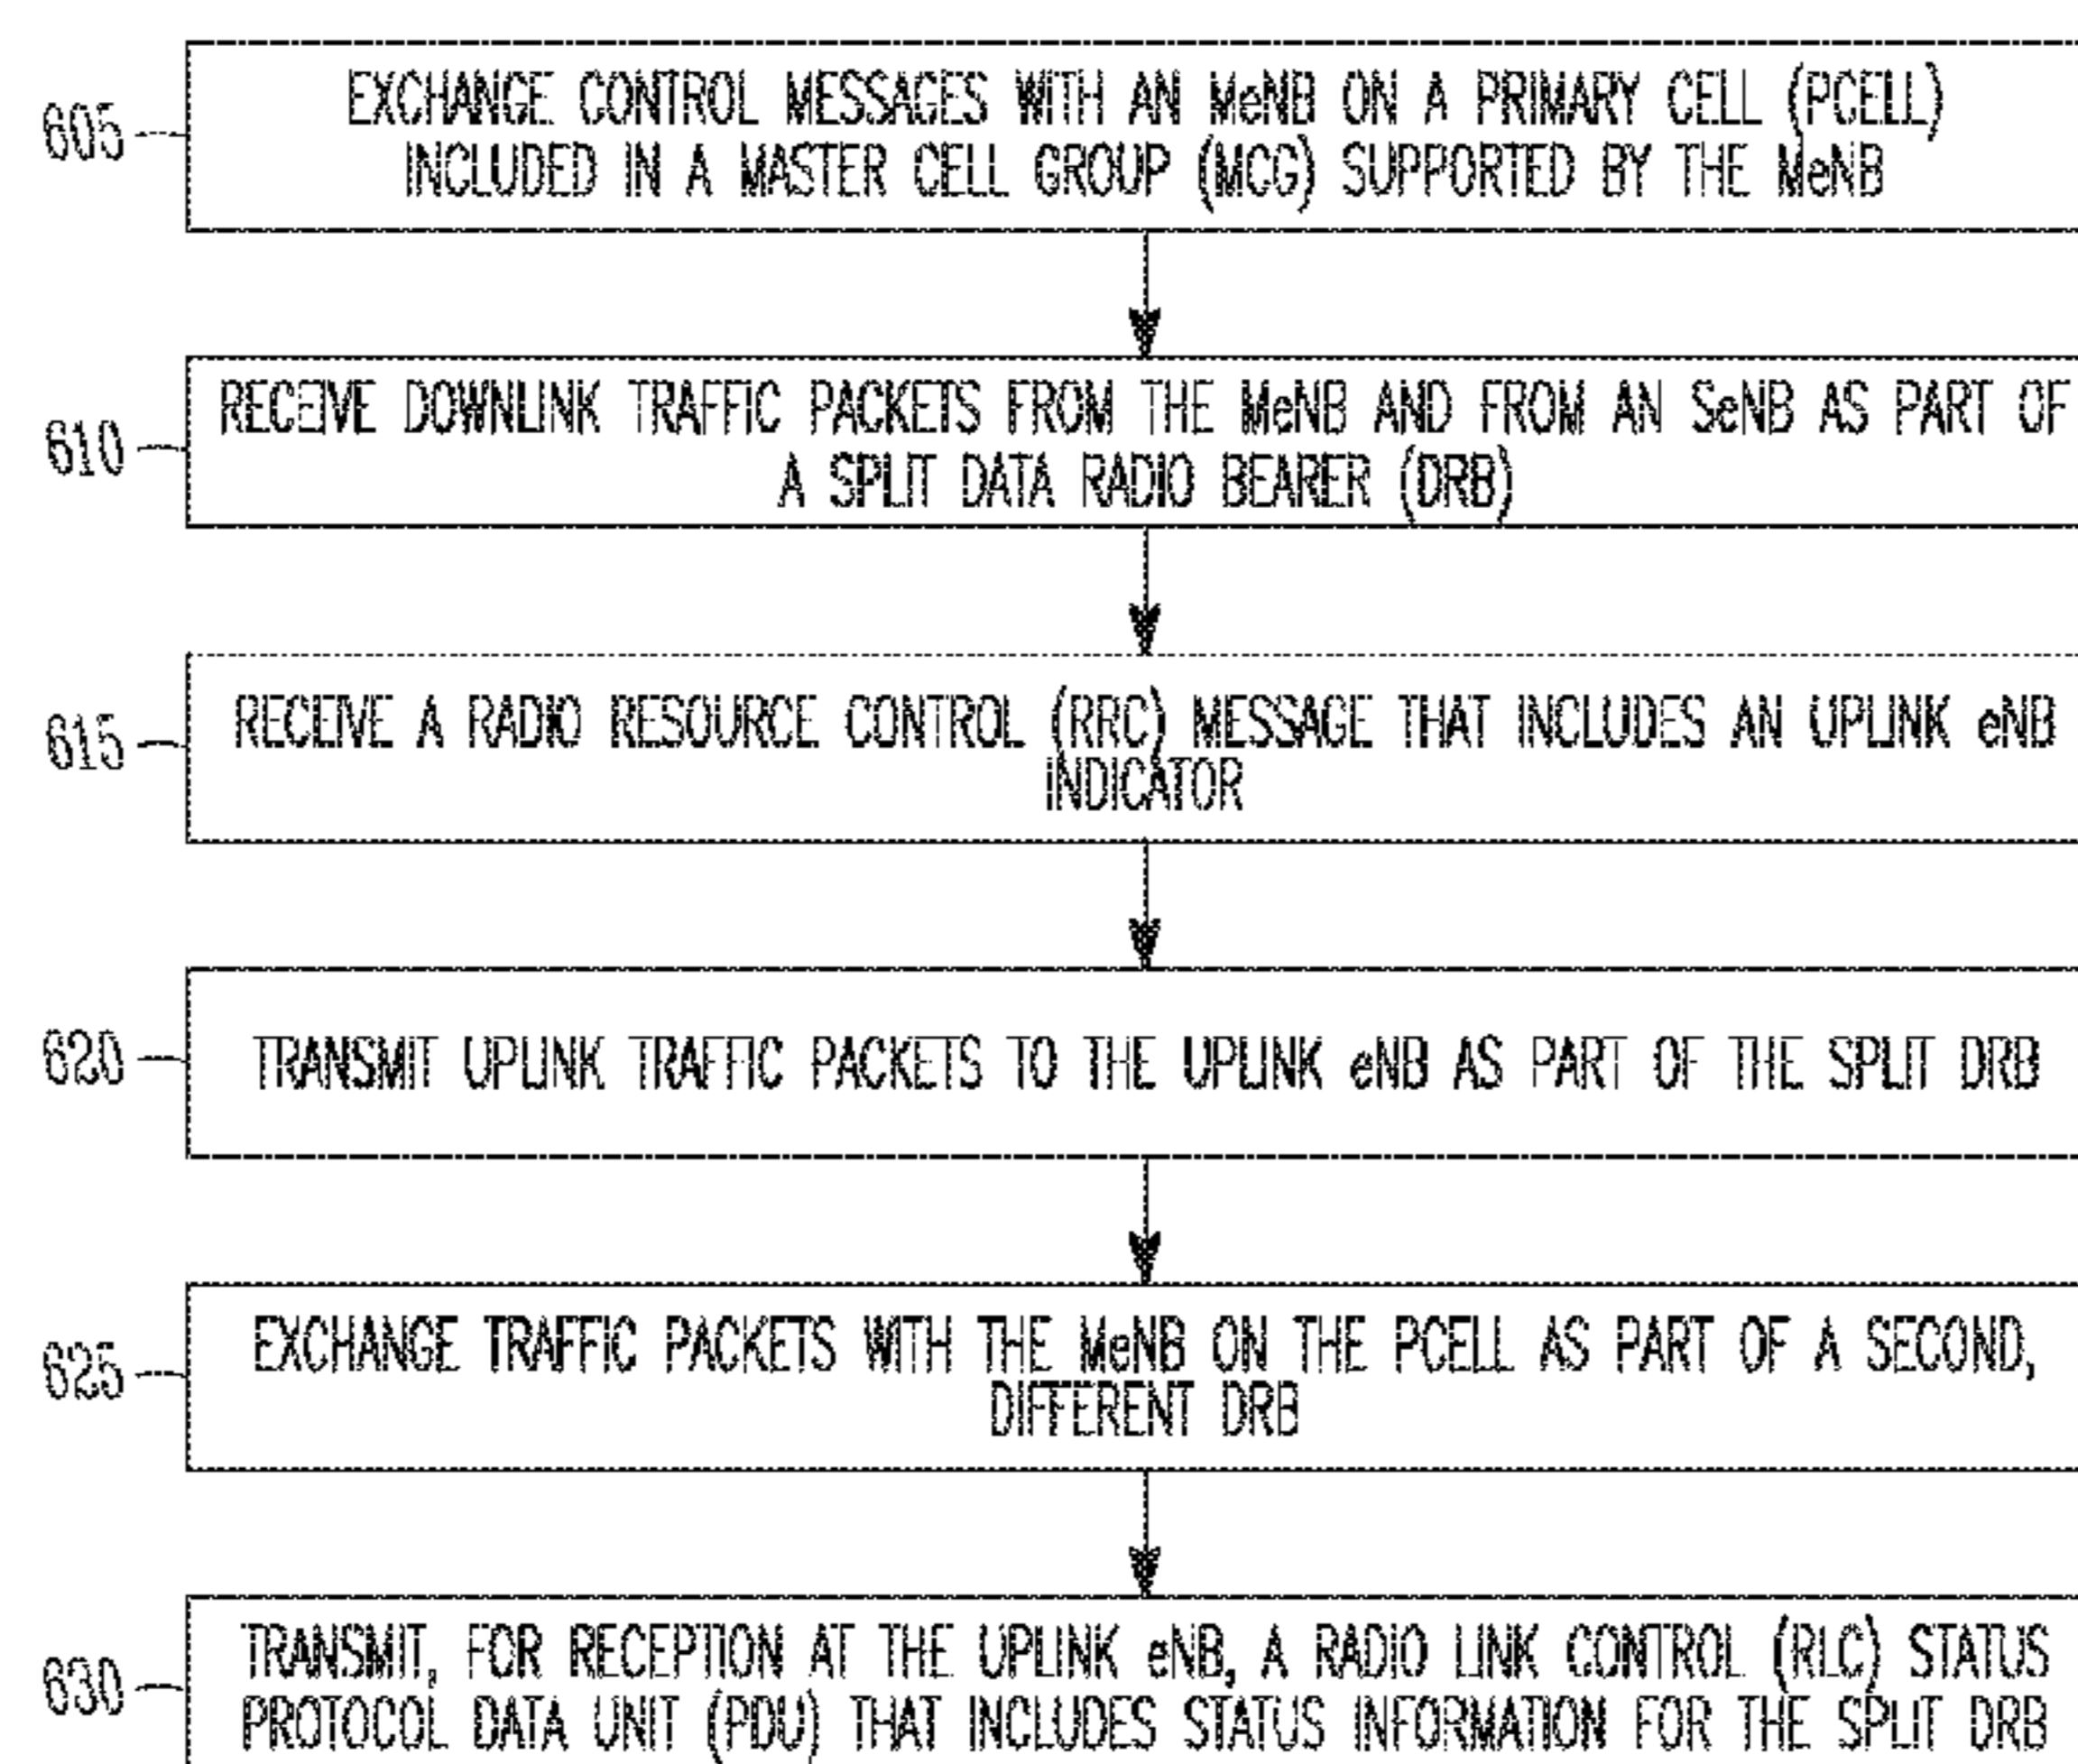 605
EXCHANGE CONTROL MESSAGES WITH AN MeNB ON A PRIMARY CELL (PCELL)
INCLUDED IN A MASTER CELL GROUP (MCG) SUPPORTED BY THE MeNB
610
RECEIVE DOWNLINK TRAFFIC PACKETS FROM THE MeNB AND FROM AN SeNB AS PART OF
A SPLIT DATA RADIO BEARER (DRB)
615
RECEIVE A RADIO RESOURCE CONTROL (RRC) MESSAGE THAT INCLUDES AN UPLINK eNB
INDICATOR
620
TRANSMIT UPLINK TRAFFIC PACKETS TO THE UPLINK eNB AS PART OF THE SPLIT DRB
625
EXCHANGE TRAFFIC PACKETS WITH THE MeNB ON THE PCELL AS PART OF A SECOND,
DIFFERENT DRB
630
TRANSMIT, FOR RECEPTION AT THE UPLINK eNB, A RADIO LINK CONTROL (RLC) STATUS
PROTOCOL DATA UNIT (PDU) THAT INCLUDES STATUS INFORMATION FOR THE SPLIT DRB